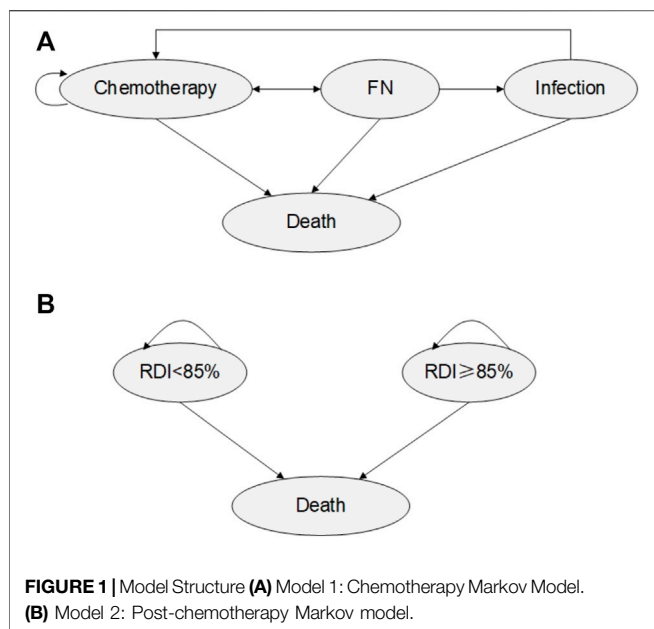 A
Chemotherapy
FN
Infection
Death
B
RDI<85%
RDI≥85%
Death
FIGURE 1 | Model Structure (A) Model 1: Chemotherapy Markov Model.
(B) Model 2: Post-chemotherapy Markov model.